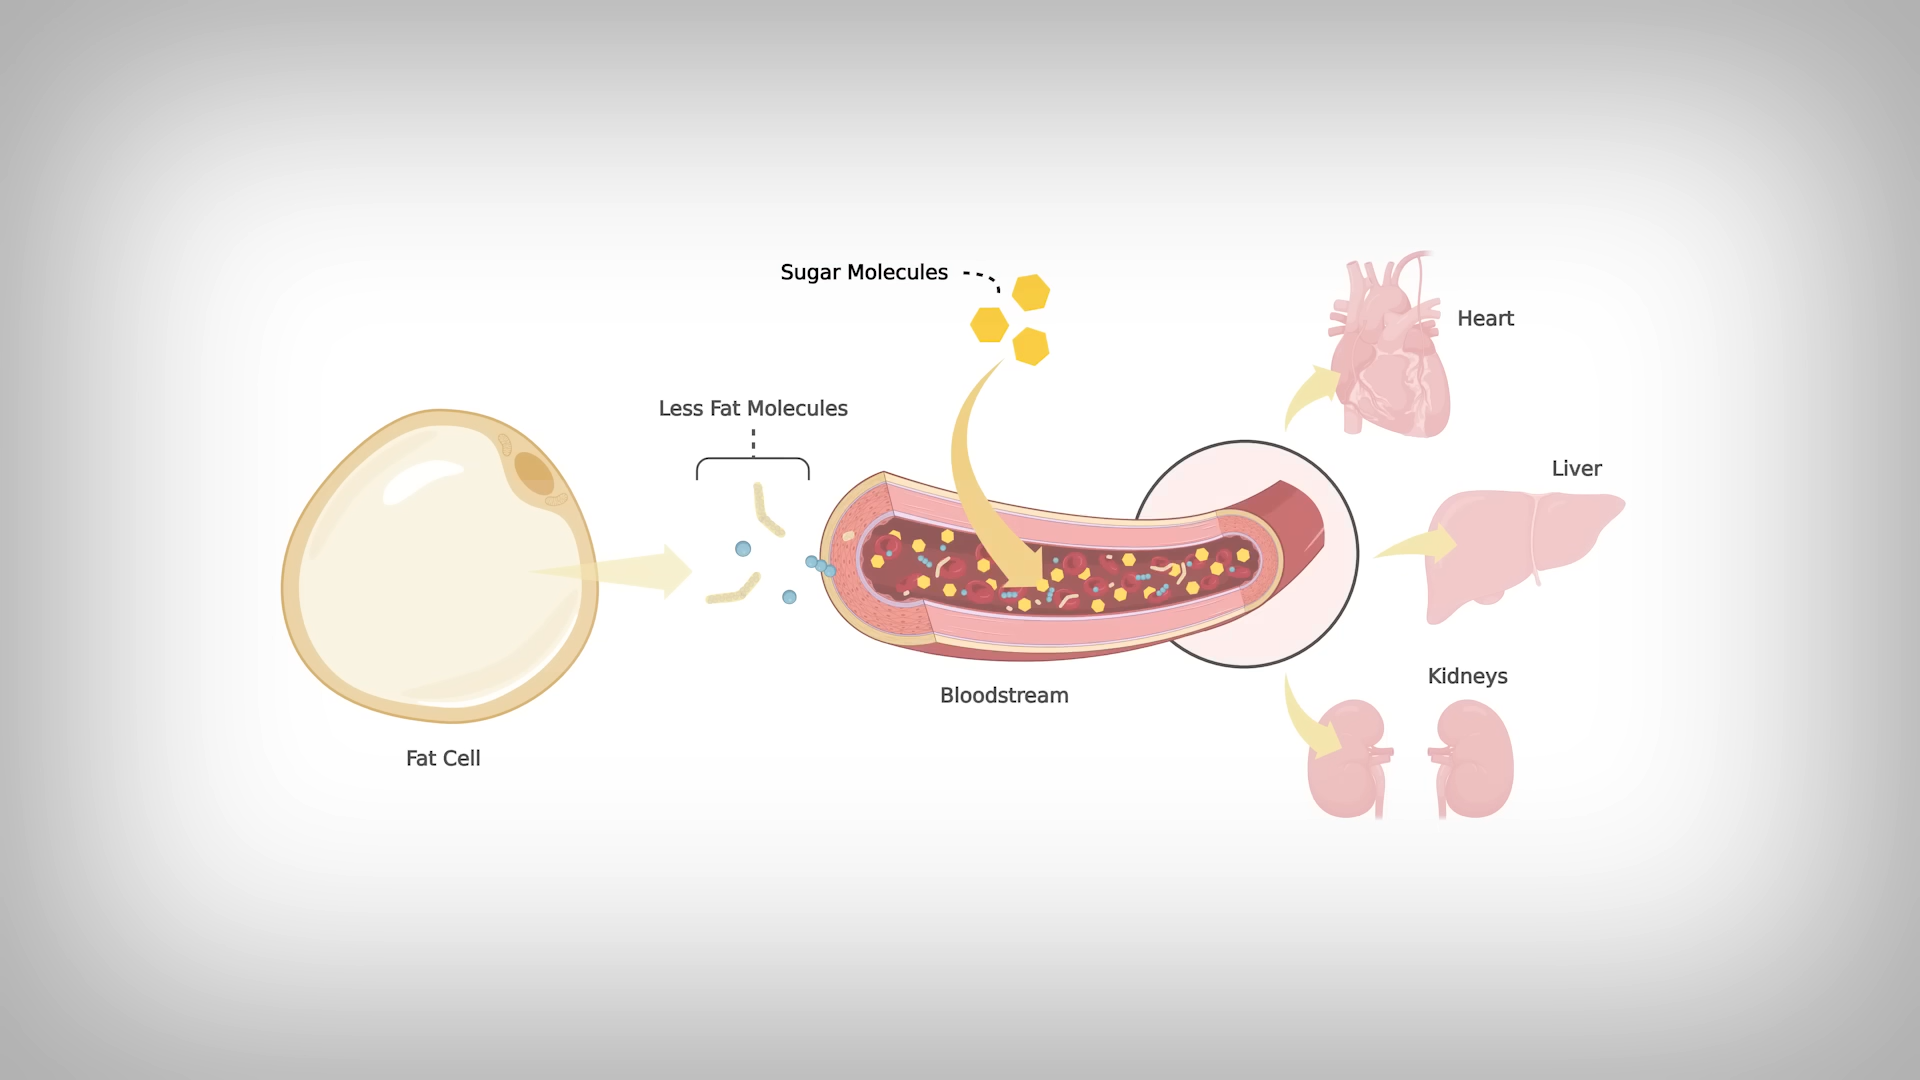 Sugar Molecules
Heart
Less Fat Molecules
Liver
Kidneys
Bloodstream
Fat Cell